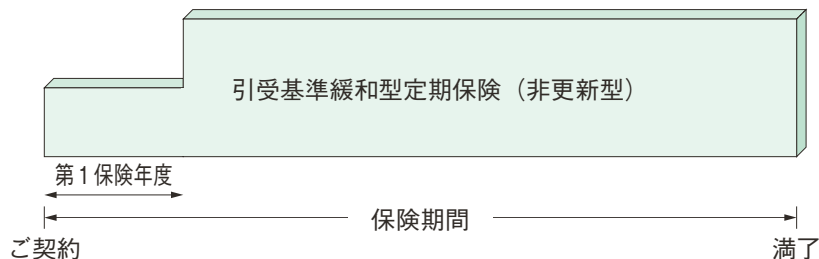 引受基準緩和型定期保険（非更新型）
第1保険年度
保険期間
ご契約
満了